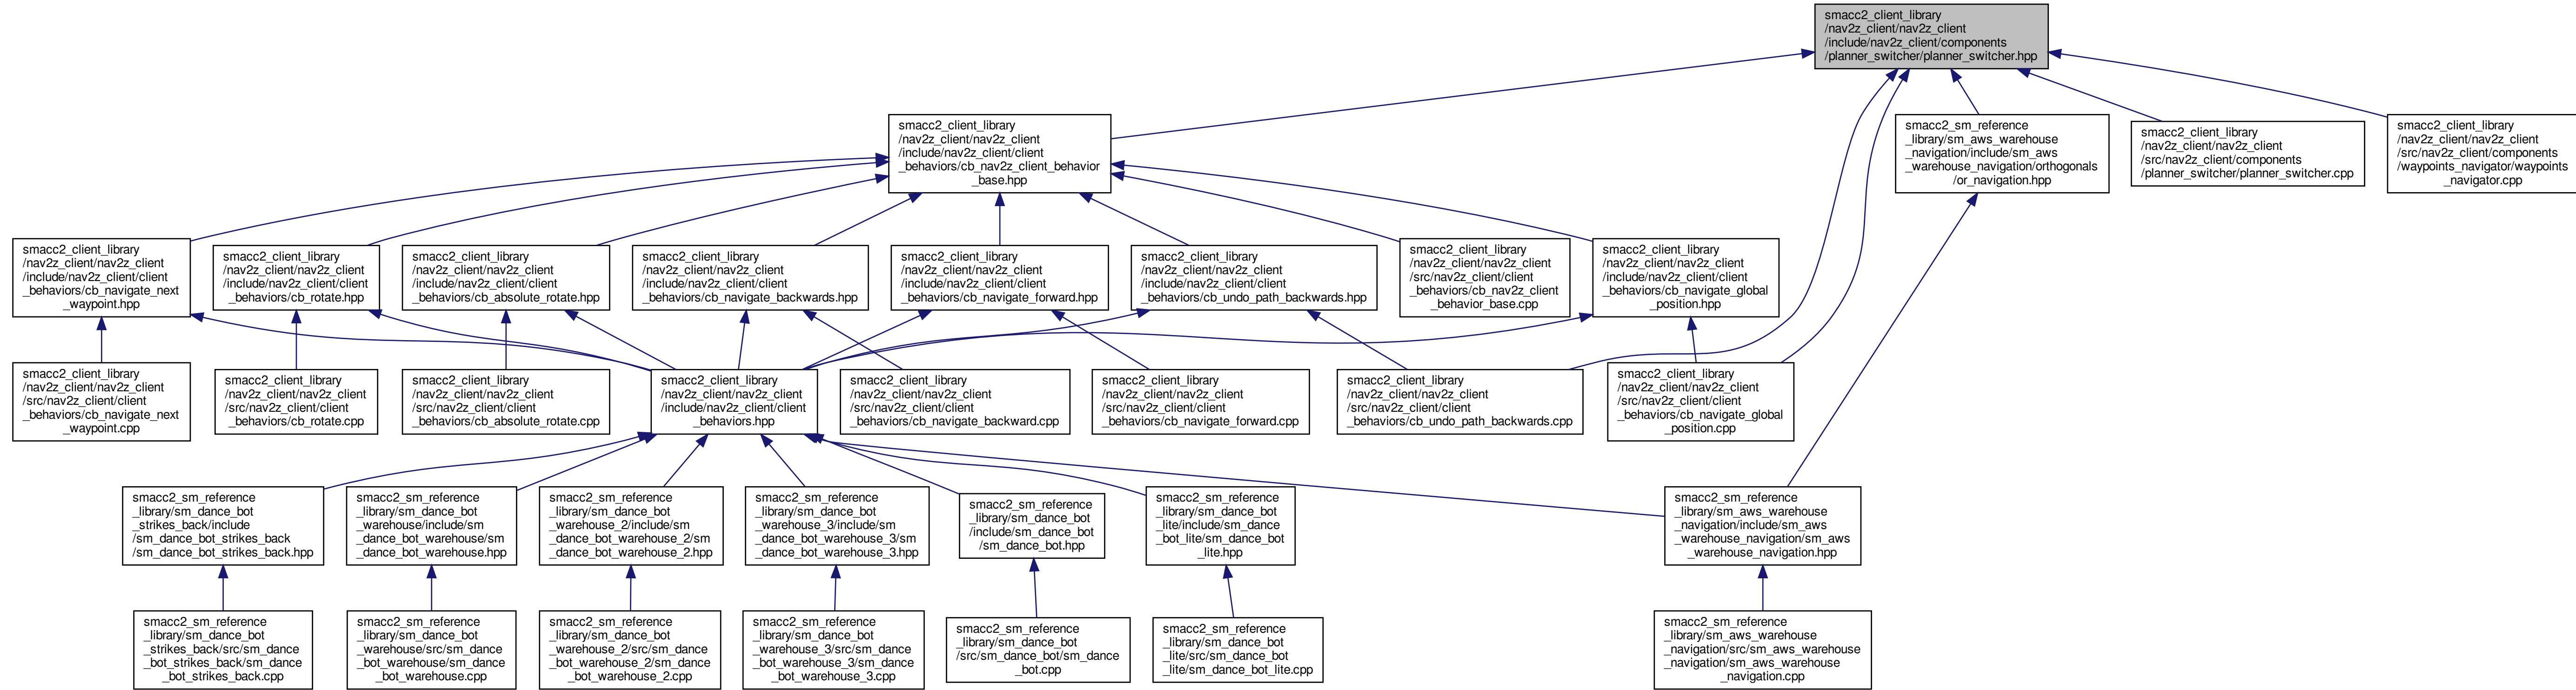 smacc2_client_library
/nav2z_client/nav2z_client
/include/nav2z_client/components
/planner_switcher/planner_switcher.hpp
smacc2_client_library
/nav2z_client/nav2z_client
/include/nav2z_client/client
_behaviors/cb_nav2z_client_behavior
_base.hpp
smacc2_sm_reference
_library/sm_aws_warehouse
_navigation/include/sm_aws
_warehouse_navigation/orthogonals
/or_navigation.hpp
smacc2_client_library
/nav2z_client/nav2z_client
/src/nav2z_client/components
/planner_switcher/planner_switcher.cpp
smacc2_client_library
/nav2z_client/nav2z_client
/src/nav2z_client/components
/waypoints_navigator/waypoints
_navigator.cpp
smacc2_client_library
/nav2z_client/nav2z_client
/include/nav2z_client/client
_behaviors/cb_navigate_next
_waypoint.hpp
smacc2_client_library
/nav2z_client/nav2z_client
/include/nav2z_client/client
_behaviors/cb_rotate.hpp
smacc2_client_library
/nav2z_client/nav2z_client
/include/nav2z_client/client
_behaviors/cb_absolute_rotate.hpp
smacc2_client_library
/nav2z_client/nav2z_client
/include/nav2z_client/client
_behaviors/cb_navigate_backwards.hpp
smacc2_client_library
/nav2z_client/nav2z_client
/include/nav2z_client/client
_behaviors/cb_navigate_forward.hpp
smacc2_client_library
/nav2z_client/nav2z_client
/include/nav2z_client/client
_behaviors/cb_undo_path_backwards.hpp
smacc2_client_library
/nav2z_client/nav2z_client
/src/nav2z_client/client
_behaviors/cb_nav2z_client
_behavior_base.cpp
smacc2_client_library
/nav2z_client/nav2z_client
/include/nav2z_client/client
_behaviors/cb_navigate_global
_position.hpp
smacc2_client_library
/nav2z_client/nav2z_client
/src/nav2z_client/client
_behaviors/cb_navigate_next
_waypoint.cpp
smacc2_client_library
/nav2z_client/nav2z_client
/src/nav2z_client/client
_behaviors/cb_rotate.cpp
smacc2_client_library
/nav2z_client/nav2z_client
/src/nav2z_client/client
_behaviors/cb_absolute_rotate.cpp
smacc2_client_library
/nav2z_client/nav2z_client
/include/nav2z_client/client
_behaviors.hpp
smacc2_client_library
/nav2z_client/nav2z_client
/src/nav2z_client/client
_behaviors/cb_navigate_backward.cpp
smacc2_client_library
/nav2z_client/nav2z_client
/src/nav2z_client/client
_behaviors/cb_navigate_forward.cpp
smacc2_client_library
/nav2z_client/nav2z_client
/src/nav2z_client/client
_behaviors/cb_undo_path_backwards.cpp
smacc2_client_library
/nav2z_client/nav2z_client
/src/nav2z_client/client
_behaviors/cb_navigate_global
_position.cpp
smacc2_sm_reference
_library/sm_dance_bot
_strikes_back/include
/sm_dance_bot_strikes_back
/sm_dance_bot_strikes_back.hpp
smacc2_sm_reference
_library/sm_dance_bot
_warehouse/include/sm
_dance_bot_warehouse/sm
_dance_bot_warehouse.hpp
smacc2_sm_reference
_library/sm_dance_bot
_warehouse_2/include/sm
_dance_bot_warehouse_2/sm
_dance_bot_warehouse_2.hpp
smacc2_sm_reference
_library/sm_dance_bot
_warehouse_3/include/sm
_dance_bot_warehouse_3/sm
_dance_bot_warehouse_3.hpp
smacc2_sm_reference
_library/sm_dance_bot
/include/sm_dance_bot
/sm_dance_bot.hpp
smacc2_sm_reference
_library/sm_dance_bot
_lite/include/sm_dance
_bot_lite/sm_dance_bot
_lite.hpp
smacc2_sm_reference
_library/sm_aws_warehouse
_navigation/include/sm_aws
_warehouse_navigation/sm_aws
_warehouse_navigation.hpp
smacc2_sm_reference
_library/sm_dance_bot
_strikes_back/src/sm_dance
_bot_strikes_back/sm_dance
_bot_strikes_back.cpp
smacc2_sm_reference
_library/sm_dance_bot
_warehouse/src/sm_dance
_bot_warehouse/sm_dance
_bot_warehouse.cpp
smacc2_sm_reference
_library/sm_dance_bot
_warehouse_2/src/sm_dance
_bot_warehouse_2/sm_dance
_bot_warehouse_2.cpp
smacc2_sm_reference
_library/sm_dance_bot
_warehouse_3/src/sm_dance
_bot_warehouse_3/sm_dance
_bot_warehouse_3.cpp
smacc2_sm_reference
_library/sm_dance_bot
/src/sm_dance_bot/sm_dance
_bot.cpp
smacc2_sm_reference
_library/sm_dance_bot
_lite/src/sm_dance_bot
_lite/sm_dance_bot_lite.cpp
smacc2_sm_reference
_library/sm_aws_warehouse
_navigation/src/sm_aws_warehouse
_navigation/sm_aws_warehouse
_navigation.cpp